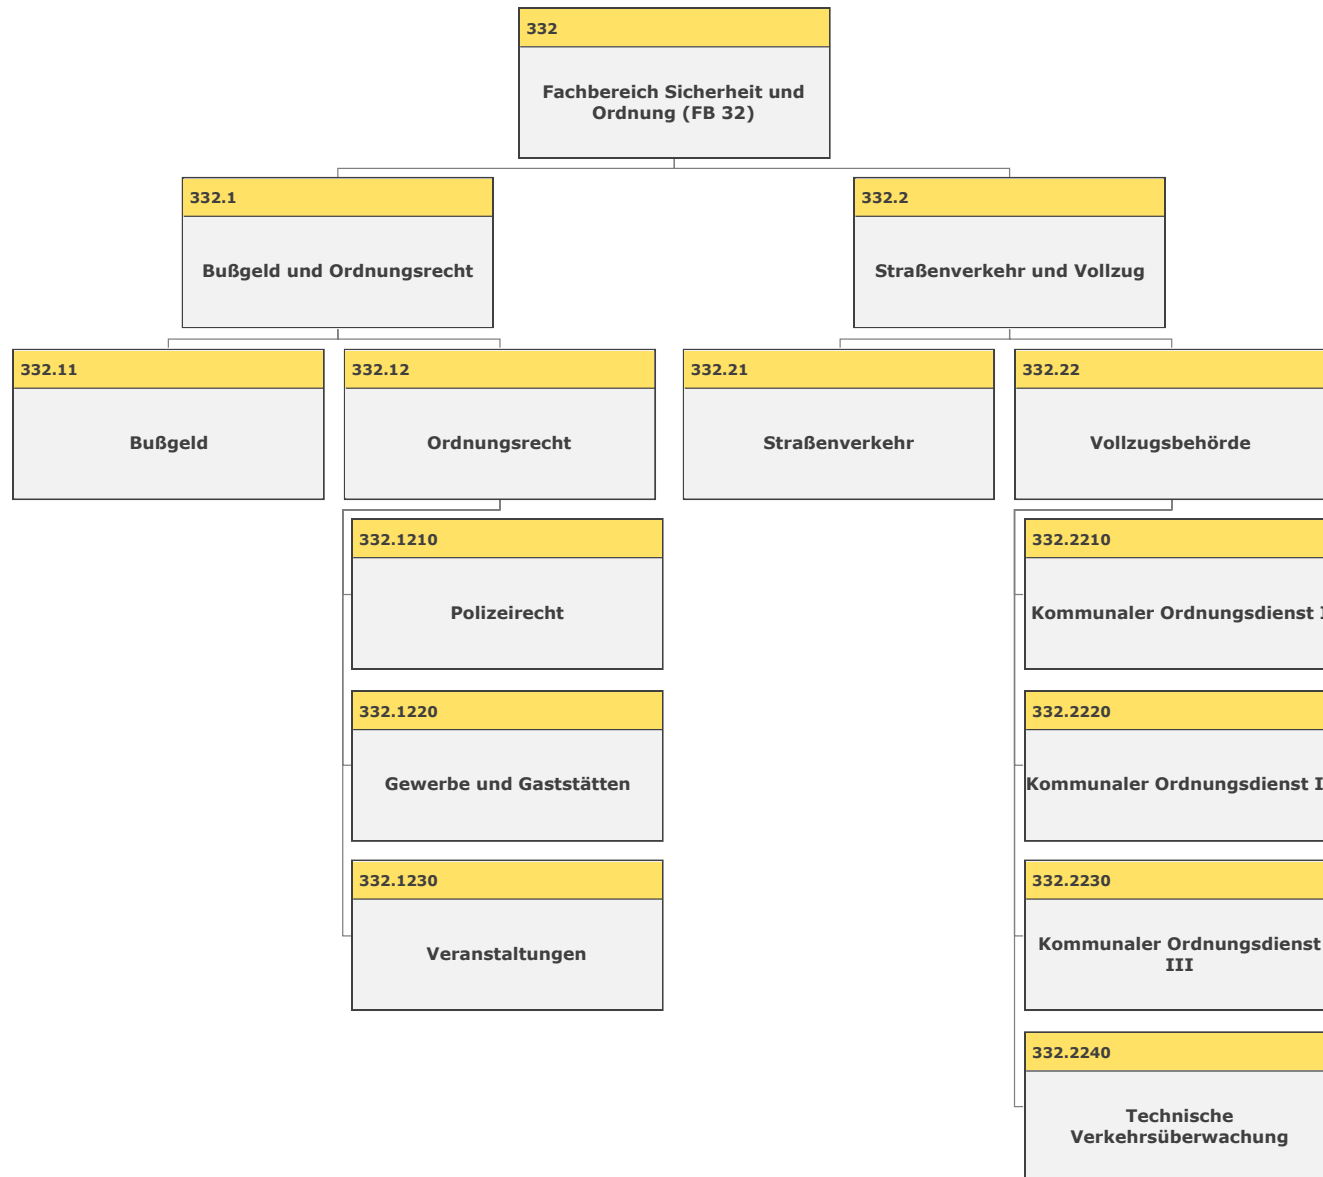 332
Fachbereich Sicherheit und
Ordnung (FB 32)
332.1
Bußgeld und Ordnungsrecht
332.2
Straßenverkehr und Vollzug
332.11
Bußgeld
332.12
Ordnungsrecht
332.21
Straßenverkehr
332.22
Vollzugsbehörde
332.1210
Polizeirecht
332.1220
Gewerbe und Gaststätten
332.1230
Veranstaltungen
332.2210
Kommunaler Ordnungsdienst
332.2220
Kommunaler Ordnungsdienst
332.2230
Kommunaler Ordnungsdienst
III
332.2240
Technische
Verkehrsüberwachung